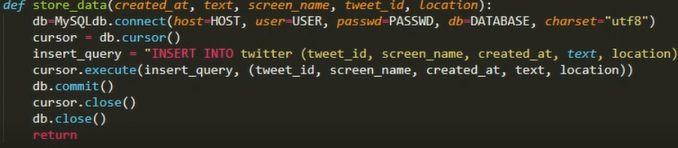 def store_data(created_at, text, screen_name, tweet_id, location):
db=MySQLdb.connect(host=HOST, user=USER, passwd=PASSWD, db=DATABASE, charset="utf8")
cursor = db.cursor()
insert_query = "INSERT INTO twitter (tweet_id, screen_name, created_at, text, location)
cursor.execute(insert_query, (tweet_id, screen_name, created_at, text, location))
db.commit()
cursor.close()
db.close()
return